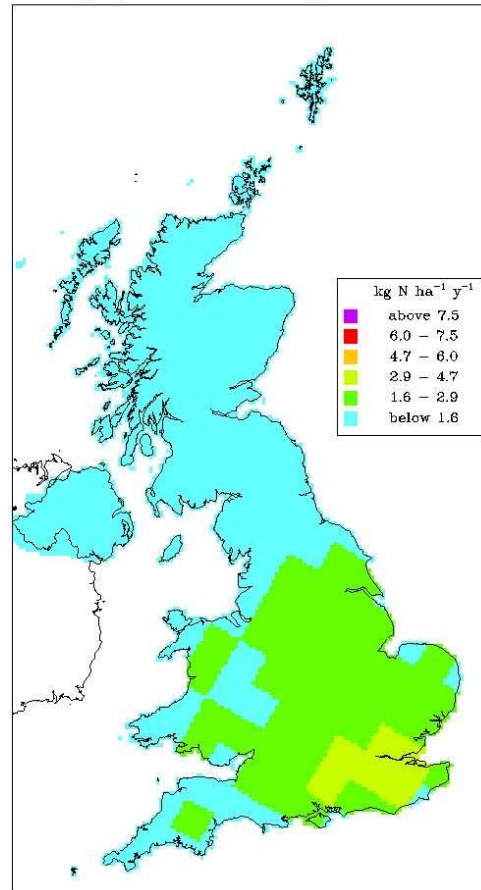 kg N ha⁻¹ y⁻¹
above 7.5
6.0 – 7.5
4.7 – 6.0
2.9 – 4.7
1.6 – 2.9
below 1.6